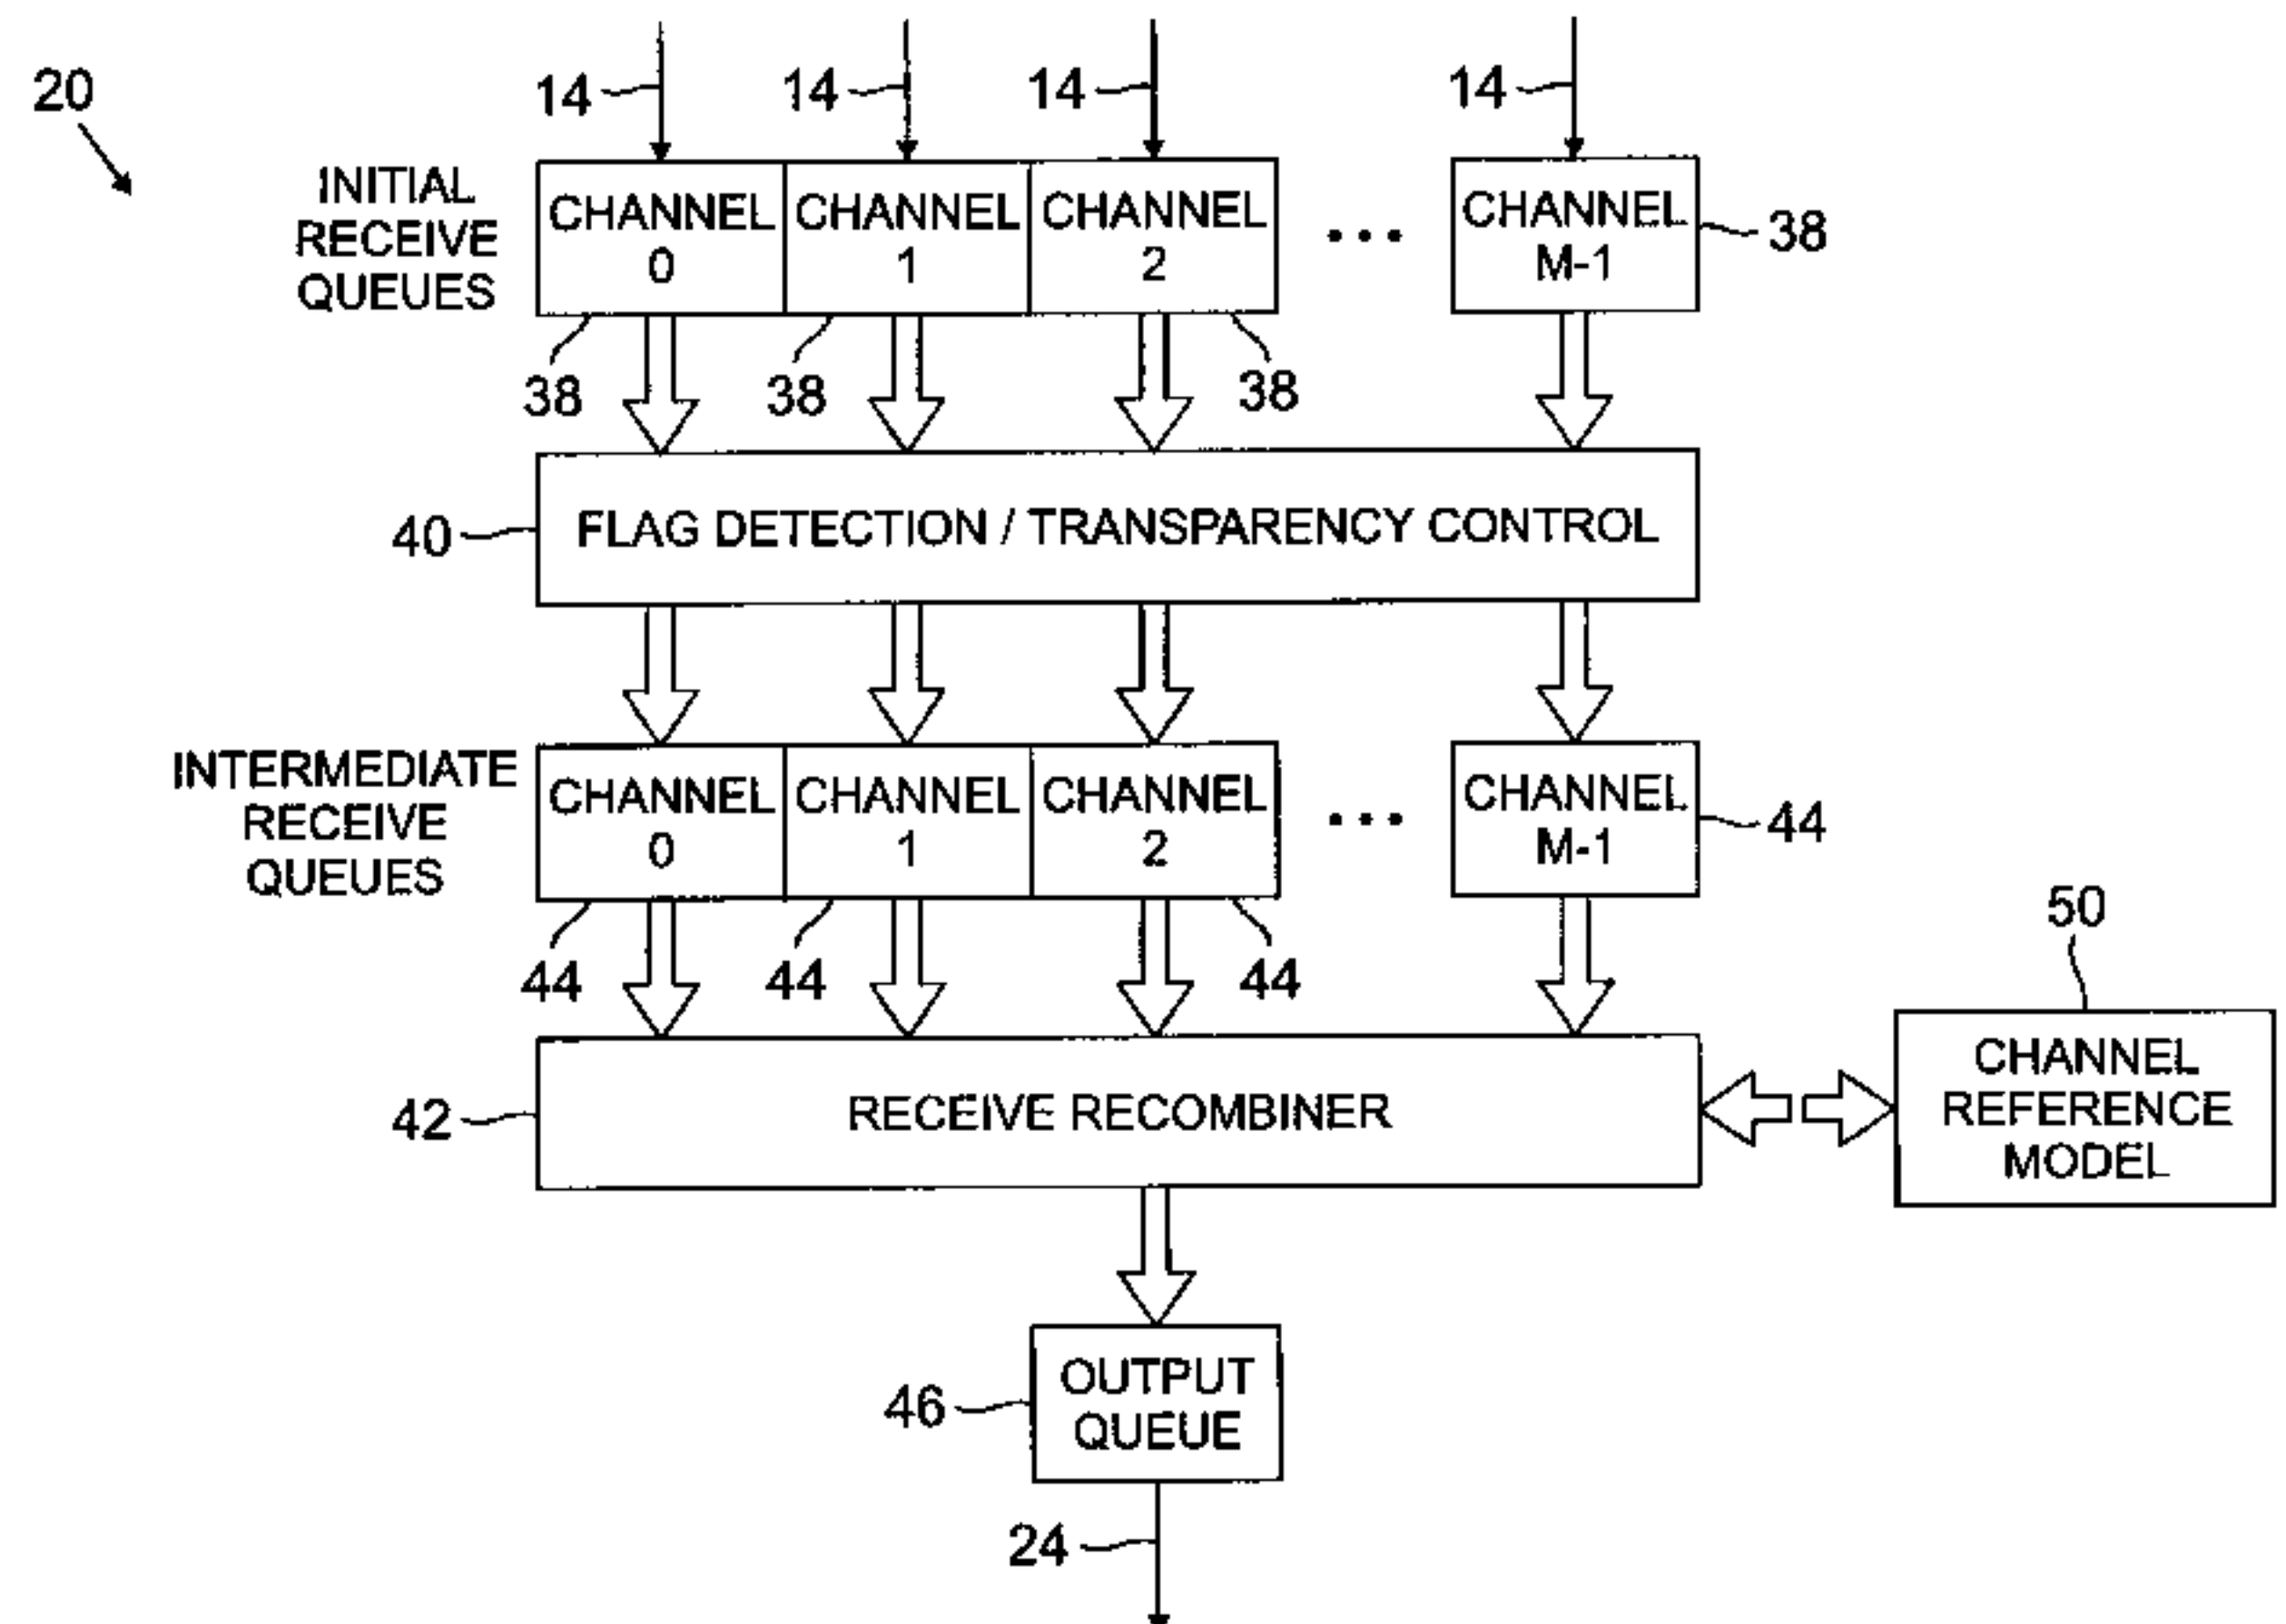 20
14 14 14 14
INITIAL
RECEIVE
QUEUES
CHANNEL
0
CHANNEL
1
CHANNEL
2
•••
CHANNEL
M-1
38
38 38 38
40
FLAG DETECTION / TRANSPARENCY CONTROL
INTERMEDIATE
RECEIVE
QUEUES
CHANNEL
0
CHANNEL
1
CHANNEL
2
•••
CHANNEL
M-1
44
44 44 44
50
42
RECEIVE RECOMBINER
CHANNEL
REFERENCE
MODEL
46
OUTPUT
QUEUE
24